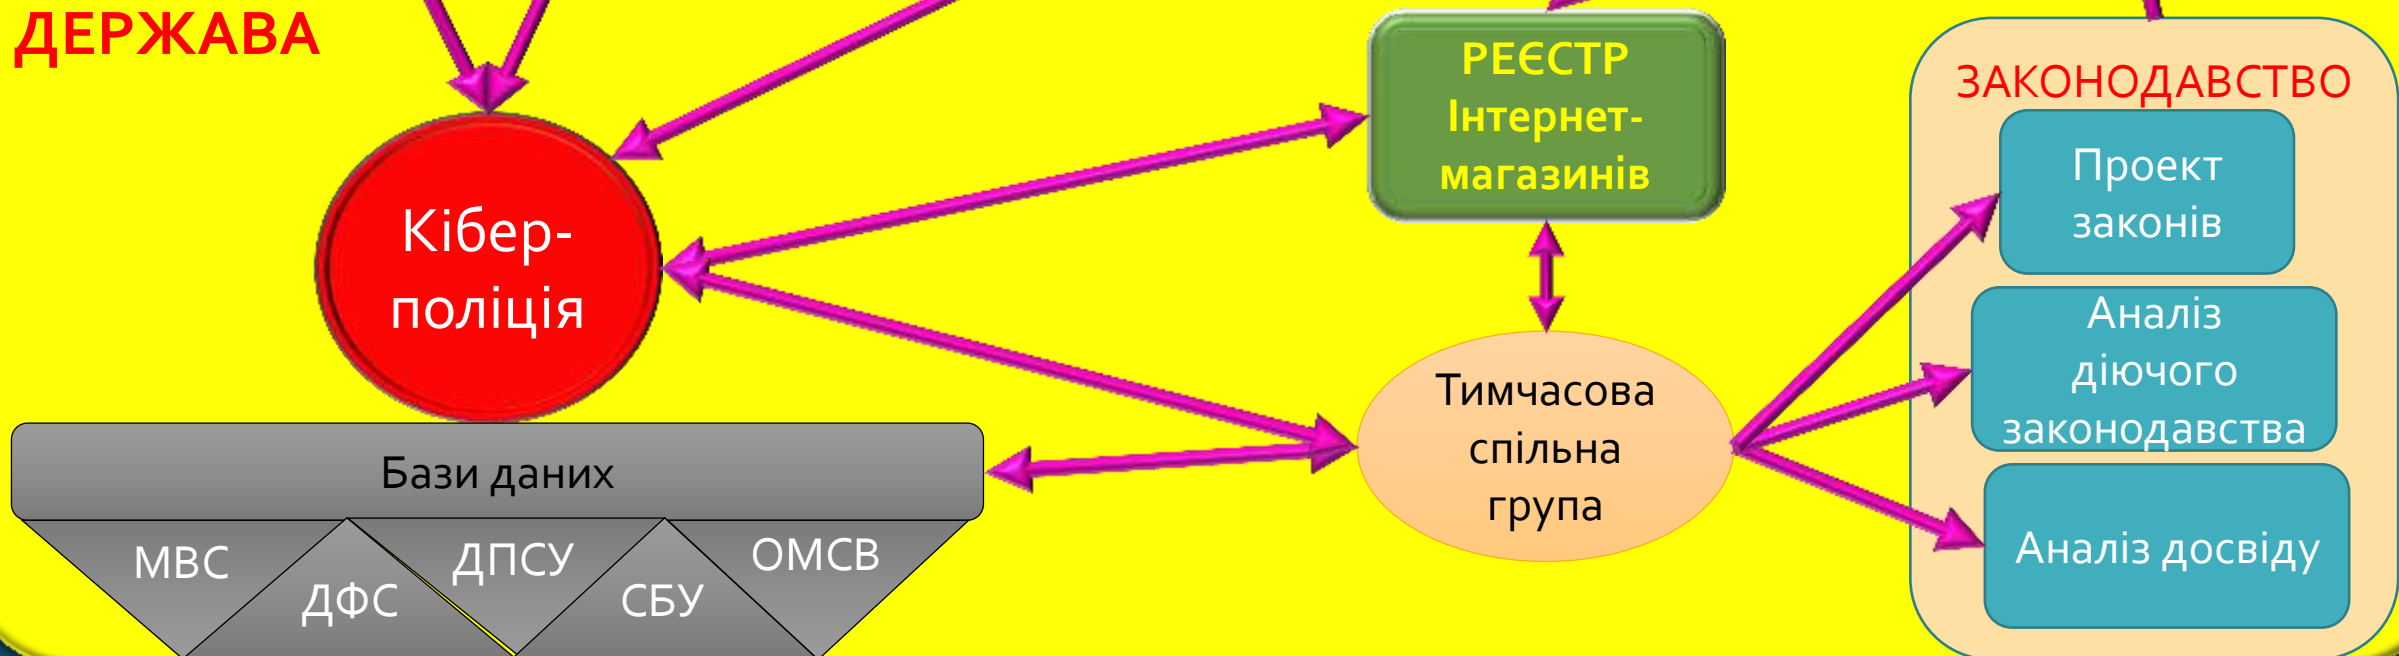 ДЕРЖАВА
РЕЄСТР
Інтернет-
магазинів
ЗАКОНОДАВСТВО
Проект
законів
Кібер-
поліція
Аналіз
діючого
законодавства
Тимчасова
спільна
група
Бази даних
Аналіз досвіду
МВС
ДФС
ДПСУ
СБУ
ОМСВ